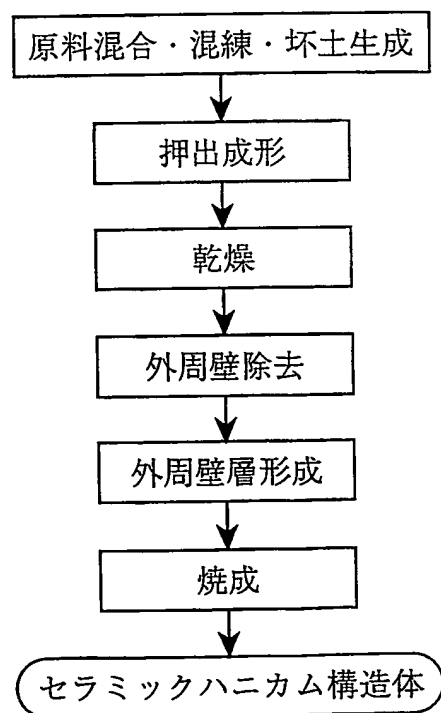 原料混合・混練・坏土生成
押出成形
乾燥
外周壁除去
外周壁層形成
焼成
セラミックハニカム構造体